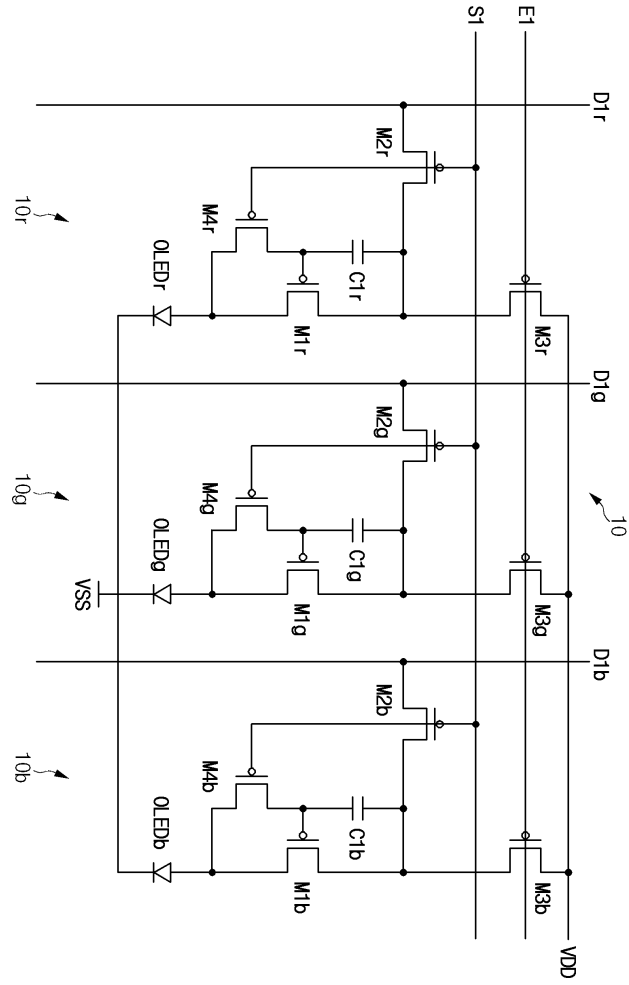 S1
E1
D1r
M2r
M4r
10r
OLEDr
C1r
M1r
M3r
D1g
M2g
M4g
10g
OLEDg
C1g
M1g
M3g
10
VSS
D1b
M2b
M4b
10b
OLEDb
C1b
M1b
M3b
VDD